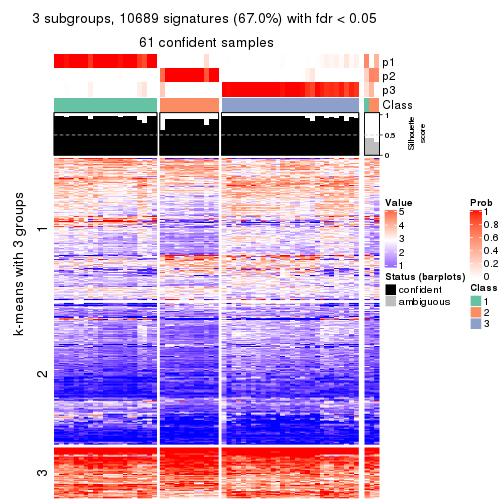 3 subgroups, 10689 signatures (67.0%) with fdr < 0.05
61 confident samples
p1
p2
p3
Class
1
0.5
0
Silhouette
score
k-means with 3 groups
1
2
3
Value
5
4
3
2
1
Status (barplots)
confident
ambiguous
Prob
1
0.8
0.6
0.4
0.2
0
Class
1
2
3